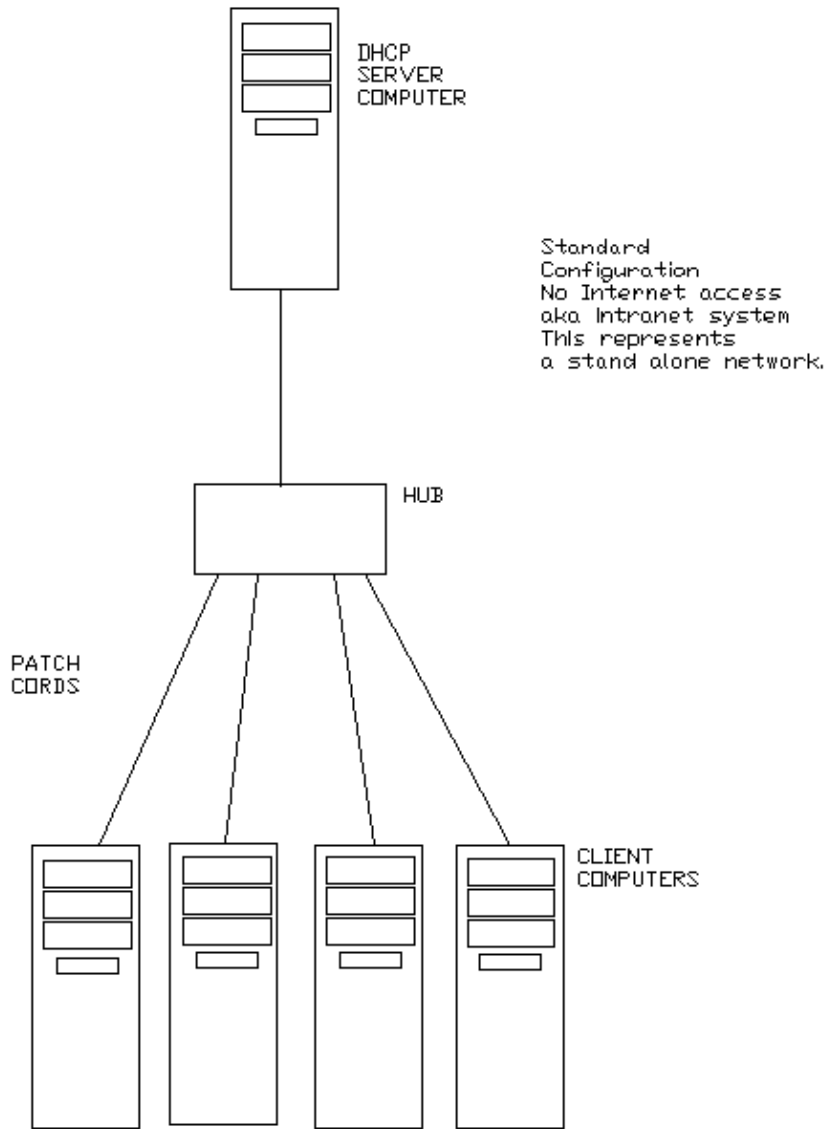 DHCP
SERVER
COMPUTER
Standard
Configuration
No Internet access
aka Intranet system
This represents
a stand alone network.
HUB
PATCH
CORDS
CLIENT
COMPUTERS